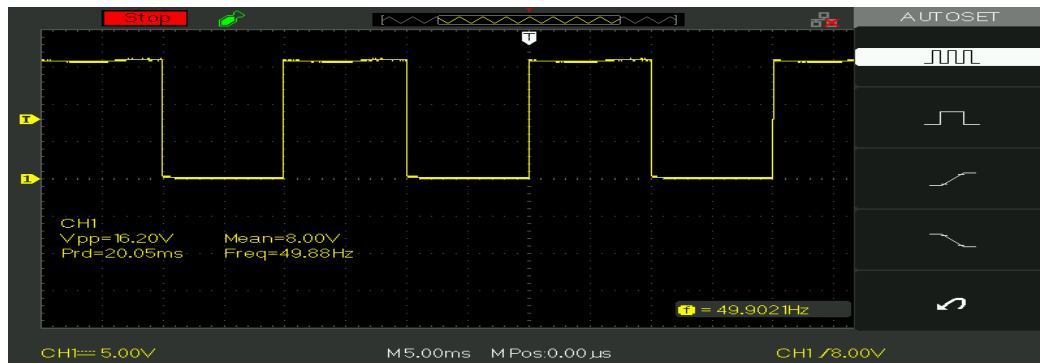 Stop
AUTOSET
T
T
1
CH1
Vpp=16.20V Mean=8.00V
Prd=20.05ms Freq=49.88Hz
f = 49.9021Hz
CH1 5.00V M 5.00ms M Pos:0.00µs CH1 8.00V